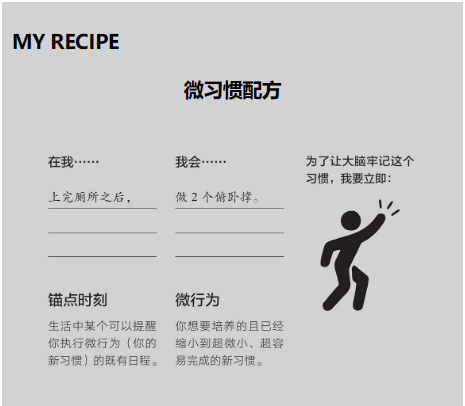 MY RECIPE
微习惯配方
在我……
上完厕所之后，
锚点时刻
生活中某个可以提醒
你执行微行为（你的
新习惯）的既有日程。
我会……
做 2 个俯卧撑。
微行为
你想要培养的且已经
缩小到超微小、超容
易完成的新习惯。
为了让大脑牢记这个
习惯，我要立即：